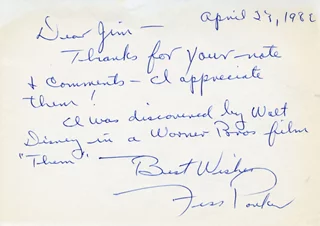 April 27, 1982
Dear Jim —
Thanks for your note
& comments — I appreciate
them!
I was discovered by Walt
Disney in a Warner Bros film
"Them" —
Best Wishes
Fess Parker